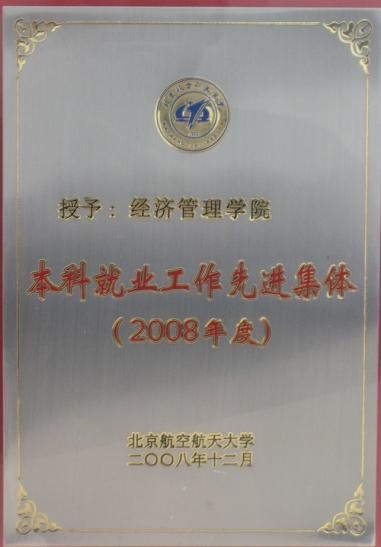 授予：经济管理学院
本科就业工作先进集体
（2008年度）
北京航空航天大学
二〇〇八年十二月